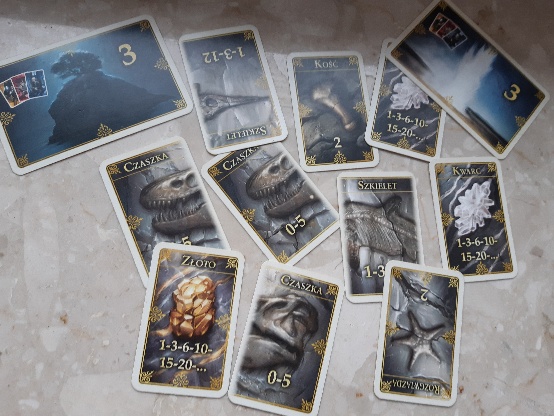 3
1-3-12
SZKIELET
KOŚĆ
2
1-3-6-10-
15-20-...
3
CZASZKA
5
CZASZKA
0-5
SZKIELET
1-3
KWARC
1-3-6-10-
15-20-...
ZŁOTO
1-3-6-10-
15-20-...
CZASZKA
0-5
2
ROZGWIAZDA